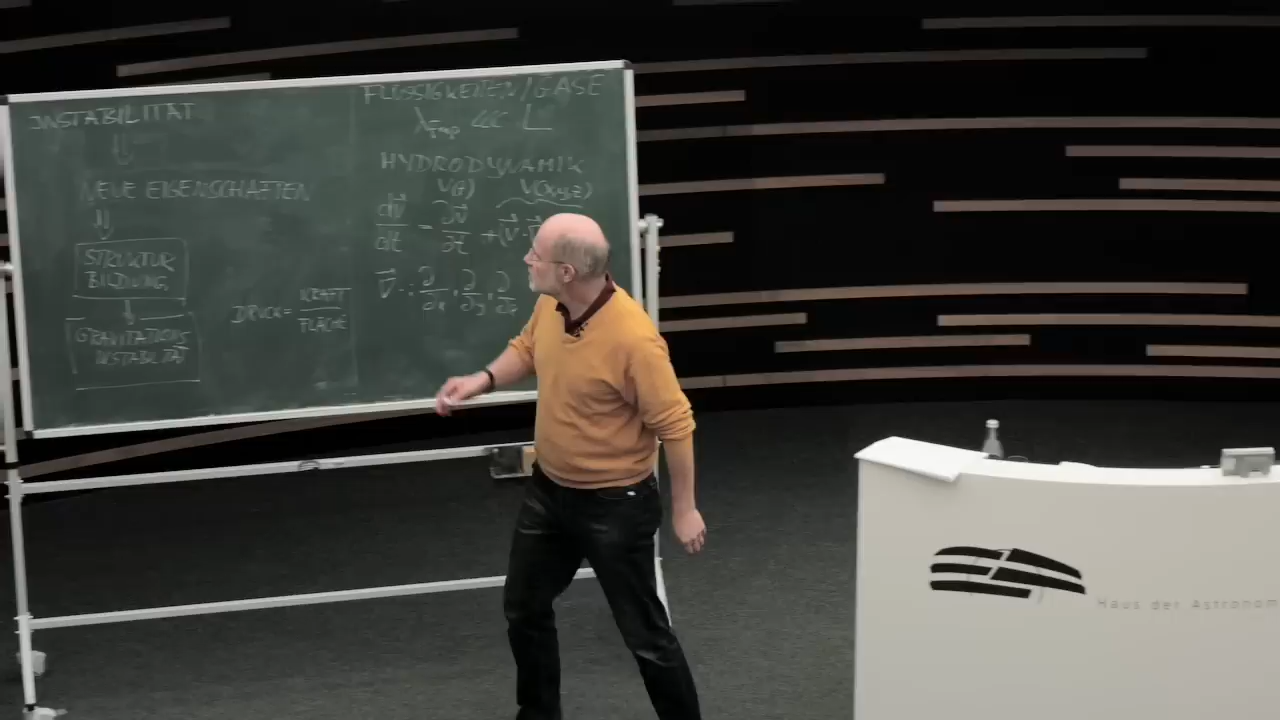 INSTABILITÄT
⇓
NEUE EIGENSCHAFTEN
⇓
STRUKTUR
BILDUNG
↓
GRAVITATIONS
INSTABILITÄT
DRUCK = KRAFT
FLÄCHE
FLÜSSIGKEITEN/GASE
λ <<< L
HYDRODYNAMIK
V(t) V(x,y,z)
dv⃗/dt = ∂v⃗/∂t + (v⃗ · ∇⃗
∇⃗ : ∂/∂x, ∂/∂y, ∂/∂z
Haus der Astronom